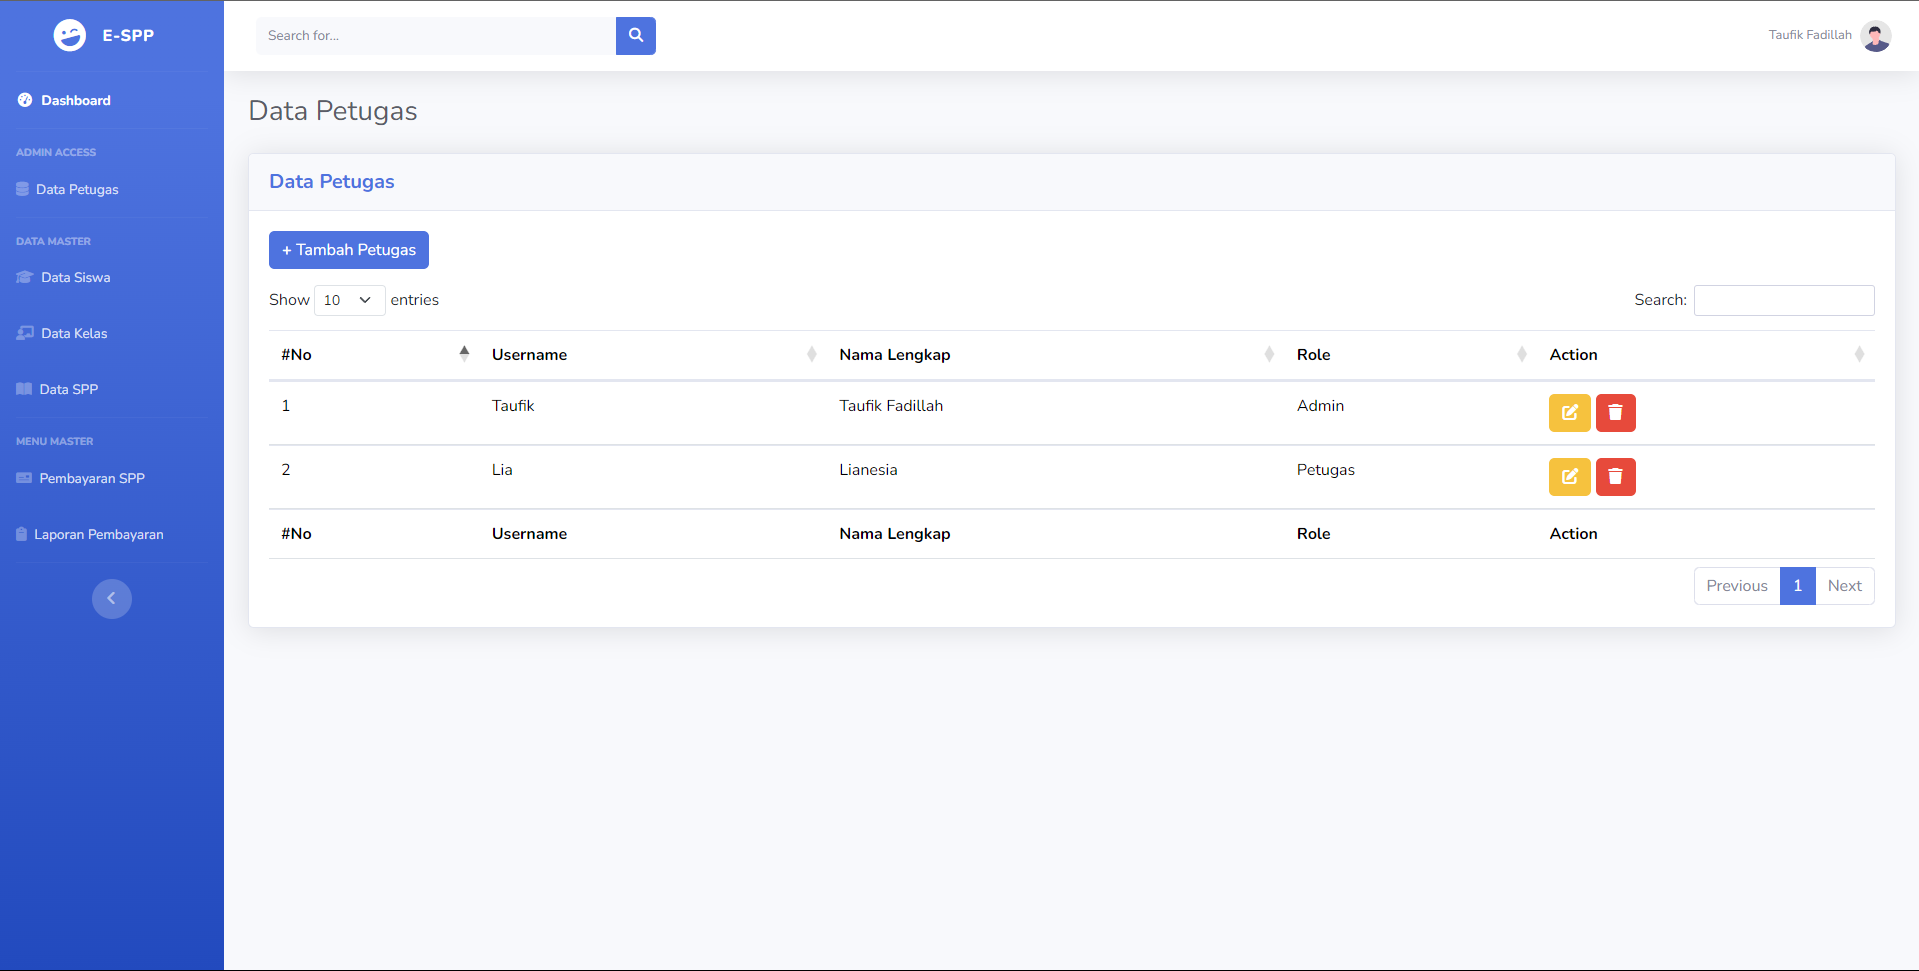 E-SPP
Search for...
Taufik Fadillah
Dashboard
ADMIN ACCESS
Data Petugas
DATA MASTER
Data Siswa
Data Kelas
Data SPP
MENU MASTER
Pembayaran SPP
Laporan Pembayaran
Data Petugas
Data Petugas
+ Tambah Petugas
Show 10 entries
Search:
#No Username Nama Lengkap Role Action
1 Taufik Taufik Fadillah Admin
2 Lia Lianesia Petugas
#No Username Nama Lengkap Role Action
Previous 1 Next